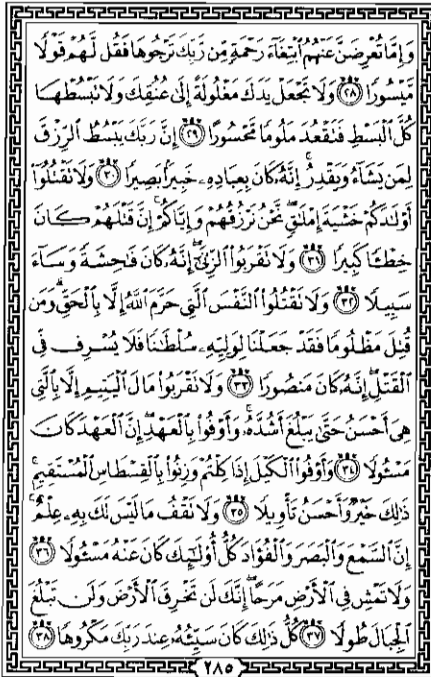 وَإِمَّا تُعْرِضَنَّ عَنْهُمُ ٱبْتِغَآءَ رَحْمَةٍ مِّن رَّبِّكَ تَرْجُوهَا فَقُل لَّهُمْ قَوْلًا
مَّيْسُورًا ٢٨ وَلَا تَجْعَلْ يَدَكَ مَغْلُولَةً إِلَىٰ عُنُقِكَ وَلَا تَبْسُطْهَا
كُلَّ ٱلْبَسْطِ فَتَقْعُدَ مَلُومًا مَّحْسُورًا ٢٩ إِنَّ رَبَّكَ يَبْسُطُ ٱلرِّزْقَ
لِمَن يَشَآءُ وَيَقْدِرُ ۚ إِنَّهُۥ كَانَ بِعِبَادِهِۦ خَبِيرًۢا بَصِيرًا ٣٠ وَلَا تَقْتُلُوٓا۟
أَوْلَٰدَكُمْ خَشْيَةَ إِمْلَٰقٍ ۖ نَّحْنُ نَرْزُقُهُمْ وَإِيَّاكُمْ ۚ إِنَّ قَتْلَهُمْ كَانَ
خِطْـًٔا كَبِيرًا ٣١ وَلَا تَقْرَبُوا۟ ٱلزِّنَىٰٓ ۖ إِنَّهُۥ كَانَ فَٰحِشَةً وَسَآءَ
سَبِيلًا ٣٢ وَلَا تَقْتُلُوا۟ ٱلنَّفْسَ ٱلَّتِى حَرَّمَ ٱللَّهُ إِلَّا بِٱلْحَقِّ ۗ وَمَن
قُتِلَ مَظْلُومًا فَقَدْ جَعَلْنَا لِوَلِيِّهِۦ سُلْطَٰنًا فَلَا يُسْرِف فِّى
ٱلْقَتْلِ ۖ إِنَّهُۥ كَانَ مَنصُورًا ٣٣ وَلَا تَقْرَبُوا۟ مَالَ ٱلْيَتِيمِ إِلَّا بِٱلَّتِى
هِىَ أَحْسَنُ حَتَّىٰ يَبْلُغَ أَشُدَّهُۥ ۚ وَأَوْفُوا۟ بِٱلْعَهْدِ ۖ إِنَّ ٱلْعَهْدَ كَانَ
مَسْـُٔولًا ٣٤ وَأَوْفُوا۟ ٱلْكَيْلَ إِذَا كِلْتُمْ وَزِنُوا۟ بِٱلْقِسْطَاسِ ٱلْمُسْتَقِيمِ ۚ
ذَٰلِكَ خَيْرٌ وَأَحْسَنُ تَأْوِيلًا ٣٥ وَلَا تَقْفُ مَا لَيْسَ لَكَ بِهِۦ عِلْمٌ ۚ
إِنَّ ٱلسَّمْعَ وَٱلْبَصَرَ وَٱلْفُؤَادَ كُلُّ أُو۟لَٰٓئِكَ كَانَ عَنْهُ مَسْـُٔولًا ٣٦
وَلَا تَمْشِ فِى ٱلْأَرْضِ مَرَحًا ۖ إِنَّكَ لَن تَخْرِقَ ٱلْأَرْضَ وَلَن تَبْلُغَ
ٱلْجِبَالَ طُولًا ٣٧ كُلُّ ذَٰلِكَ كَانَ سَيِّئُهُۥ عِندَ رَبِّكَ مَكْرُوهًا ٣٨
٢٨٥